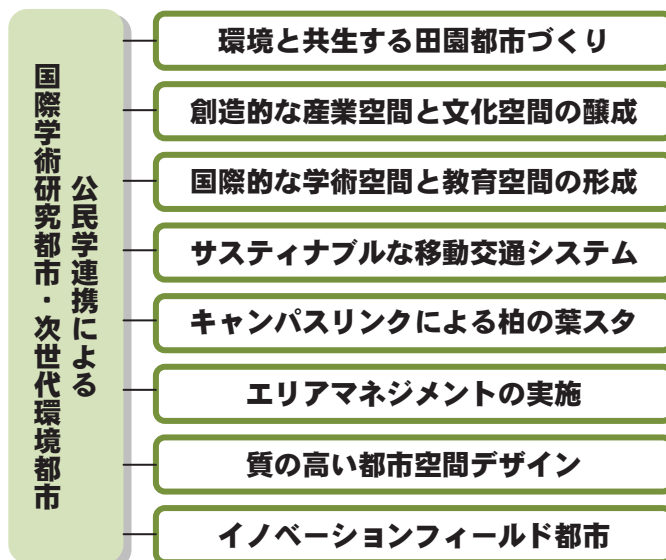 公民学連携による
国際学術研究都市・次世代環境都市
環境と共生する田園都市づくり
創造的な産業空間と文化空間の醸成
国際的な学術空間と教育空間の形成
サスティナブルな移動交通システム
キャンパスリンクによる柏の葉スタ
エリアマネジメントの実施
質の高い都市空間デザイン
イノベーションフィールド都市